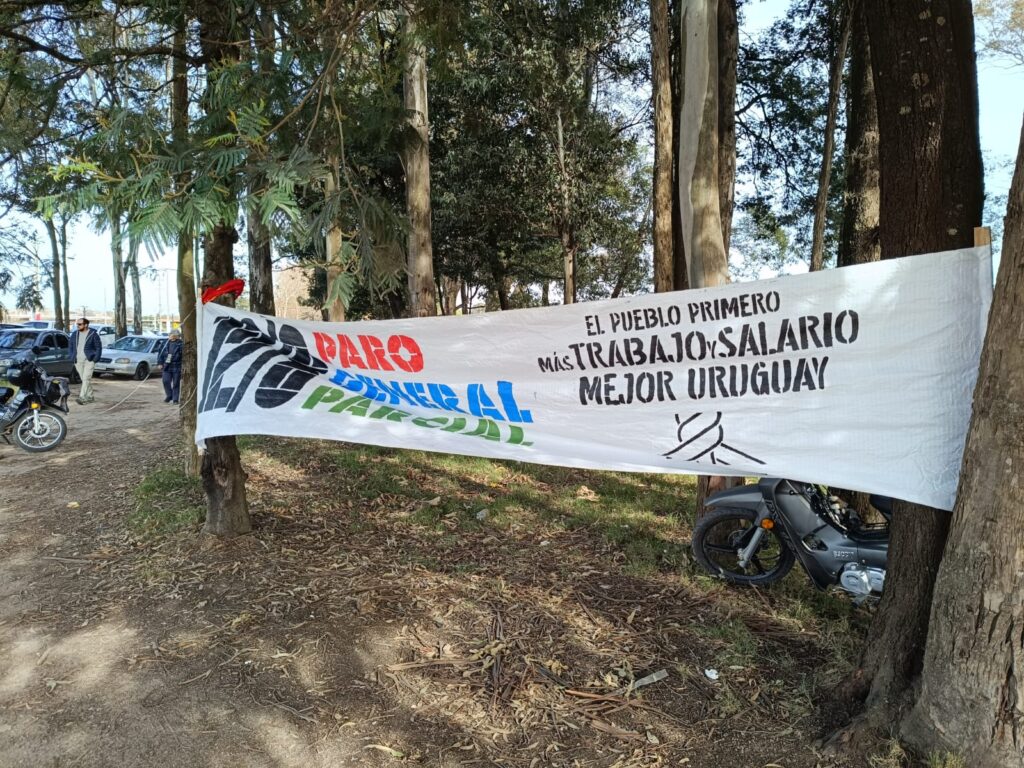 PARO
GENERAL
PARCIAL
EL PUEBLO PRIMERO
MÁS TRABAJO Y SALARIO
MEJOR URUGUAY